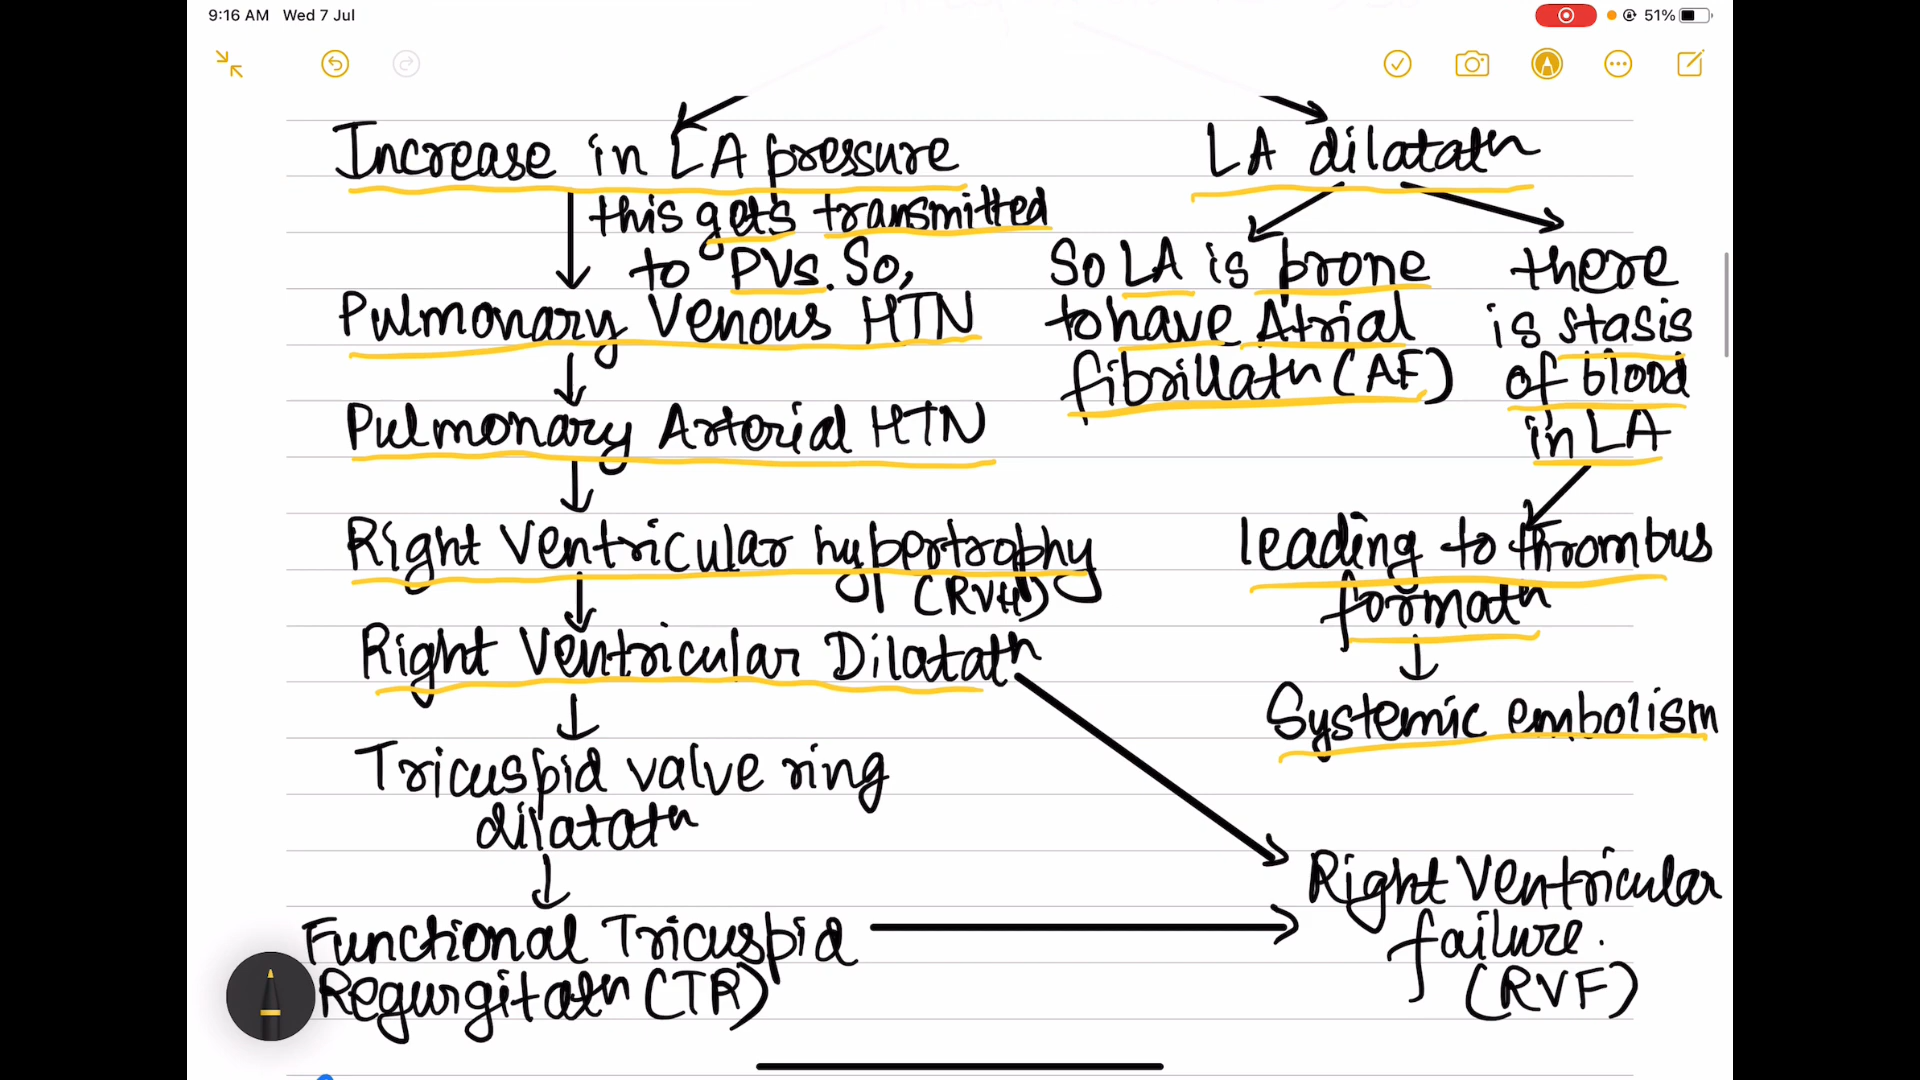 9:16 AM Wed 7 Jul
51%
Increase in LA pressure
this gets transmitted
to PVs. So,
Pulmonary Venous HTN
Pulmonary Arterial HTN
Right Ventricular hypertrophy
(RVH)
Right Ventricular Dilatatn
Tricuspid valve ring
dilatatn
Functional Tricuspid
Regurgitatn (TR)
LA dilatatn
So LA is prone
to have Atrial
fibrillatn (AF)
there
is stasis
of blood
in LA
leading to thrombus
formatn
Systemic embolism
Right Ventricular
failure.
(RVF)